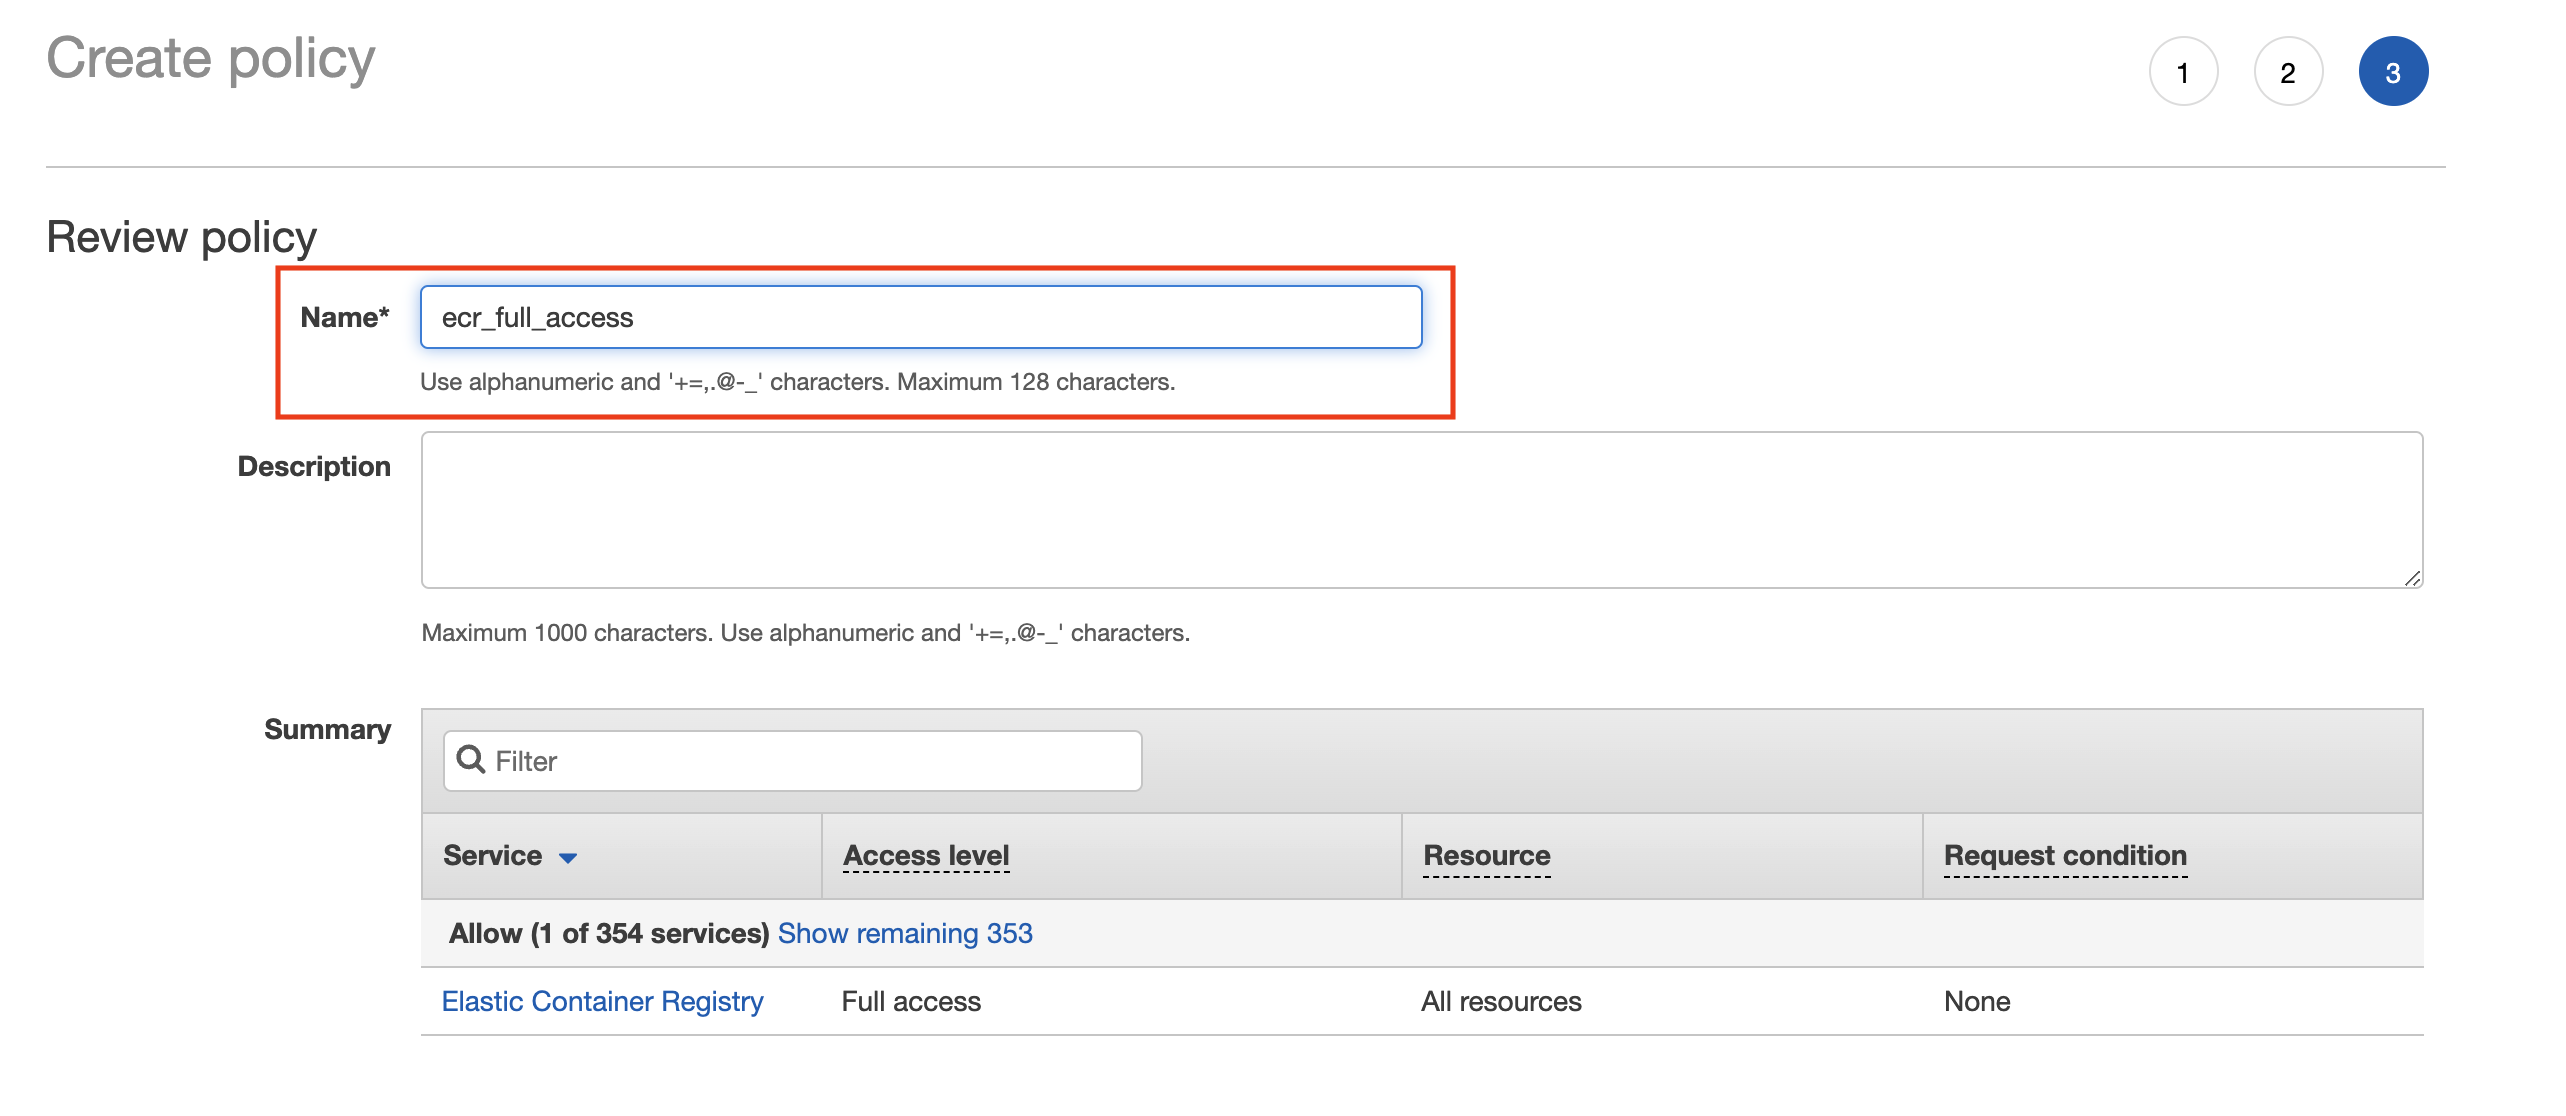 Create policy
1 2 3
Review policy
Name* ecr_full_access
Use alphanumeric and '+=,.@-_' characters. Maximum 128 characters.
Description
Maximum 1000 characters. Use alphanumeric and '+=,.@-_' characters.
Summary
Filter
Service Access level Resource Request condition
Allow (1 of 354 services) Show remaining 353
Elastic Container Registry Full access All resources None